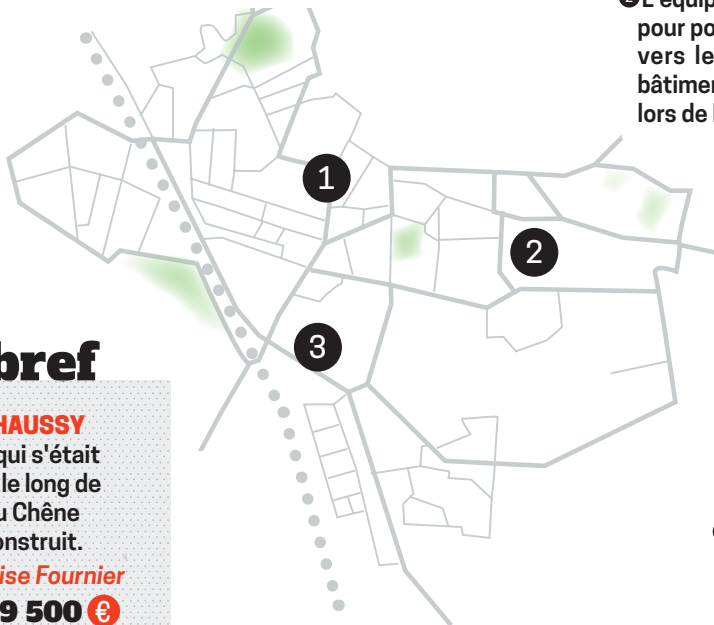 L'équip
pour po
vers le
bâtimen
lors de l
1
2
3
bref
HAUSSY
qui s'était
le long de
u Chêne
onstruit.
ise Fournier
9 500 €